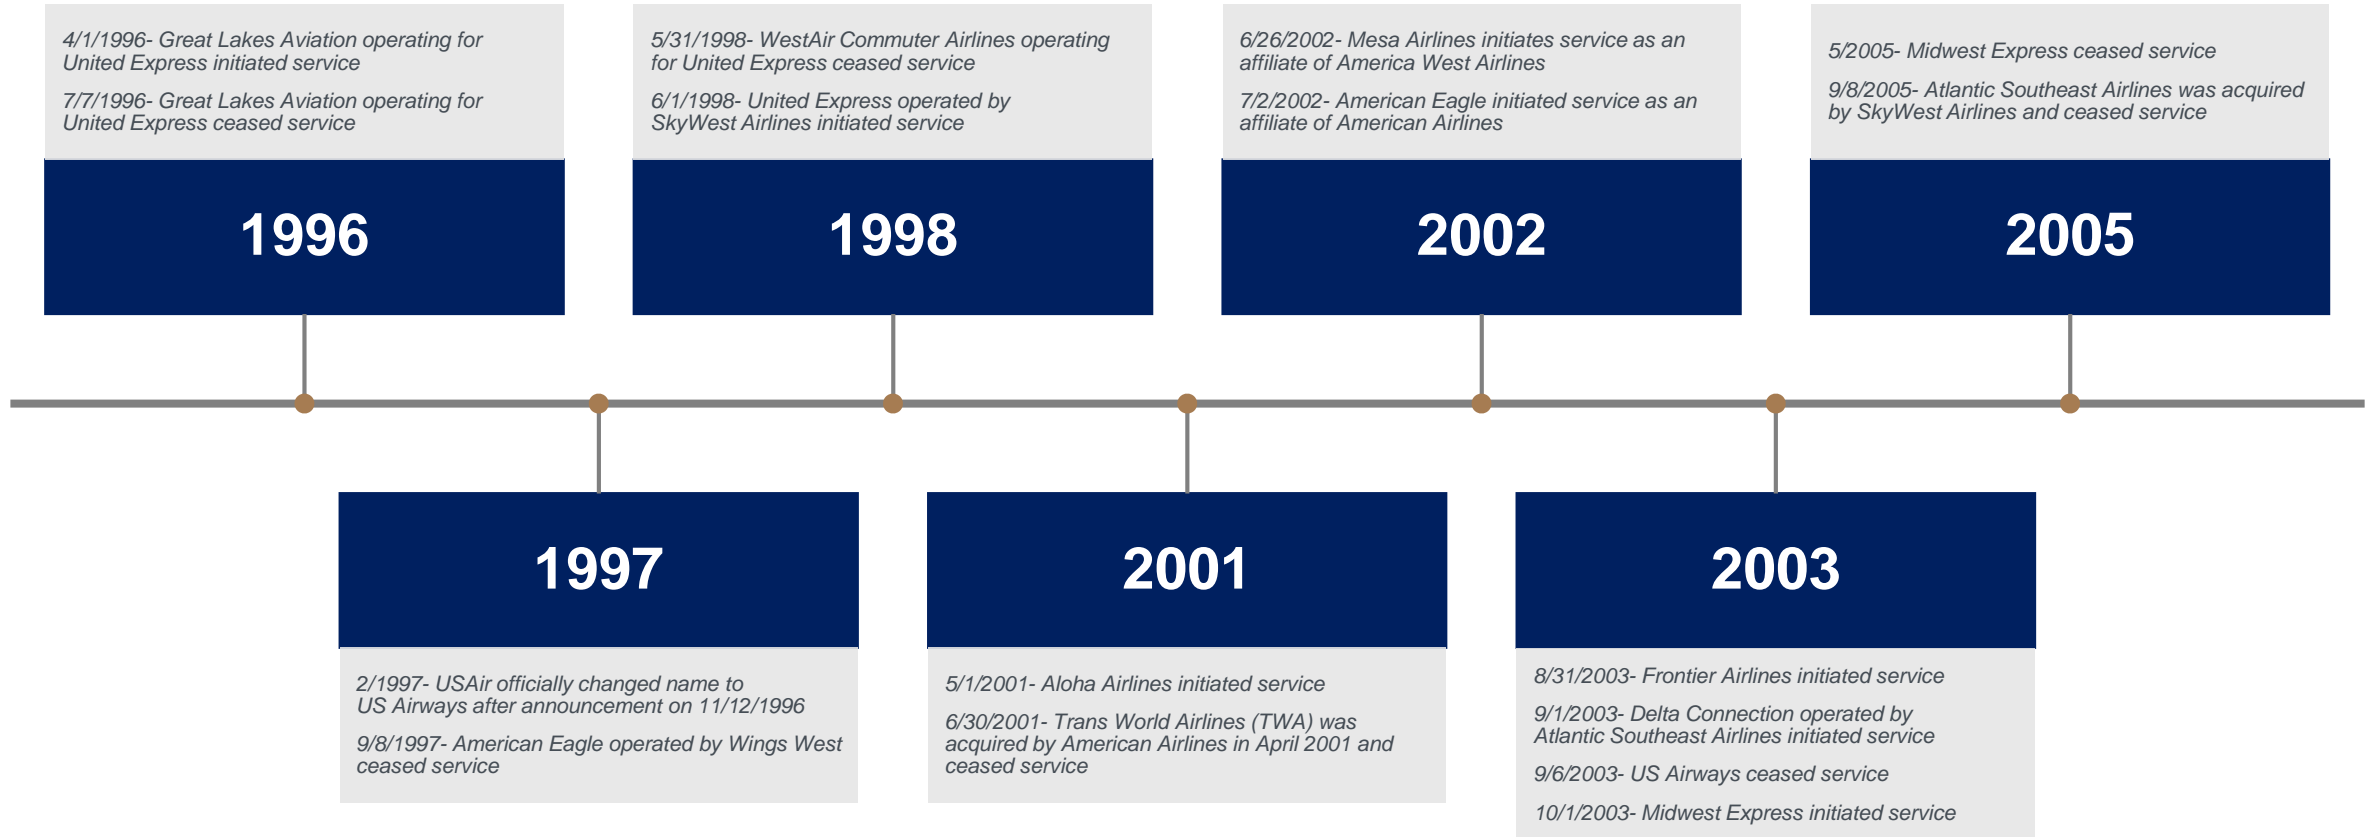 4/1/1996- Great Lakes Aviation operating for
United Express initiated service
7/7/1996- Great Lakes Aviation operating for
United Express ceased service
1996
5/31/1998- WestAir Commuter Airlines operating
for United Express ceased service
6/1/1998- United Express operated by
SkyWest Airlines initiated service
1998
6/26/2002- Mesa Airlines initiates service as an
affiliate of America West Airlines
7/2/2002- American Eagle initiated service as an
affiliate of American Airlines
2002
5/2005- Midwest Express ceased service
9/8/2005- Atlantic Southeast Airlines was acquired
by SkyWest Airlines and ceased service
2005
1997
2/1997- USAir officially changed name to
US Airways after announcement on 11/12/1996
9/8/1997- American Eagle operated by Wings West
ceased service
2001
5/1/2001- Aloha Airlines initiated service
6/30/2001- Trans World Airlines (TWA) was
acquired by American Airlines in April 2001 and
ceased service
2003
8/31/2003- Frontier Airlines initiated service
9/1/2003- Delta Connection operated by
Atlantic Southeast Airlines initiated service
9/6/2003- US Airways ceased service
10/1/2003- Midwest Express initiated service